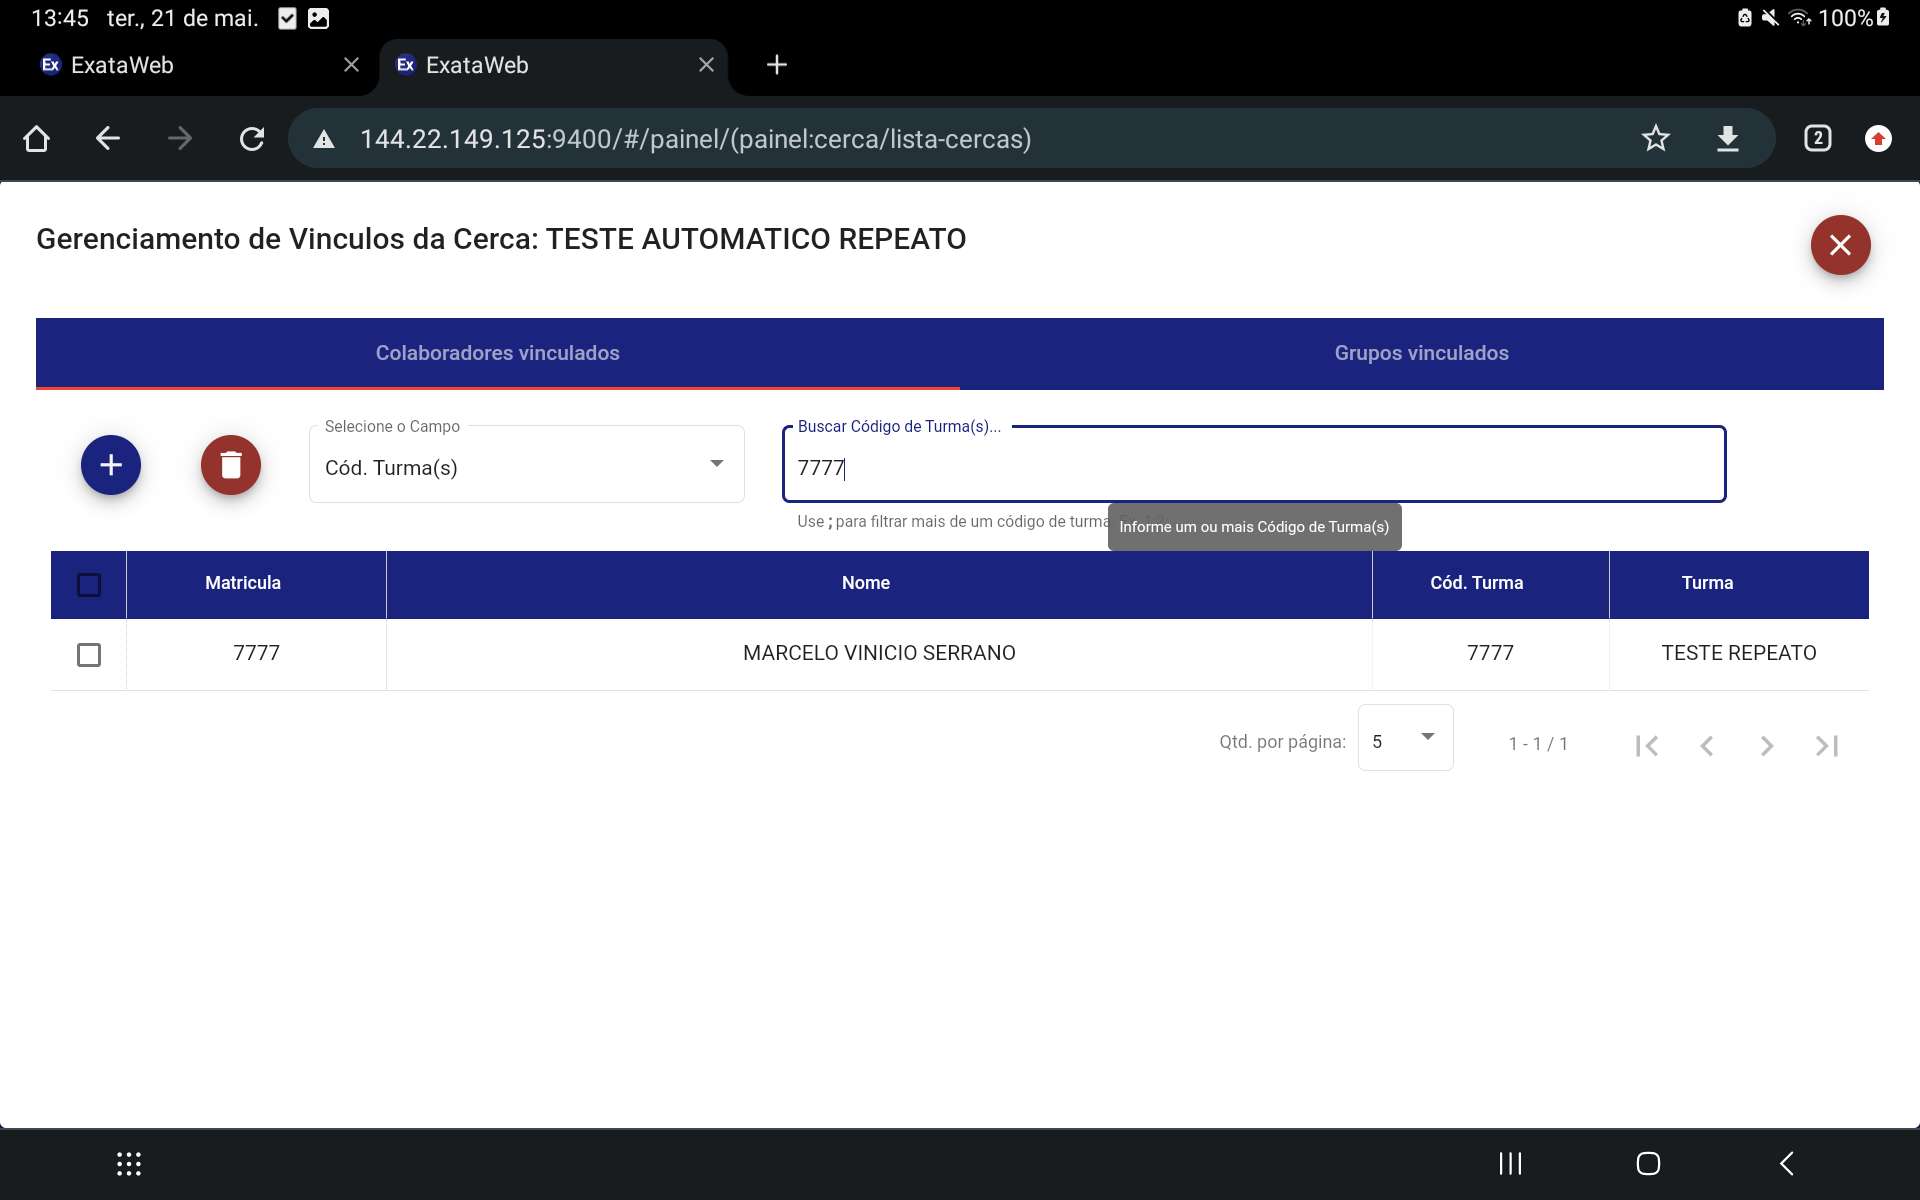 13:45 ter., 21 de mai.
100%
Ex ExataWeb
Ex ExataWeb
2
144.22.149.125:9400/#/painel/(painel:cerca/lista-cercas)
Gerenciamento de Vinculos da Cerca: TESTE AUTOMATICO REPEATO
Colaboradores vinculados
Grupos vinculados
Selecione o Campo
Cód. Turma(s)
Buscar Código de Turma(s)...
7777
Use ; para filtrar mais de um código de turma
Informe um ou mais Código de Turma(s)
Matricula Nome Cód. Turma Turma
7777 MARCELO VINICIO SERRANO 7777 TESTE REPEATO
Qtd. por página: 5 1 - 1 / 1